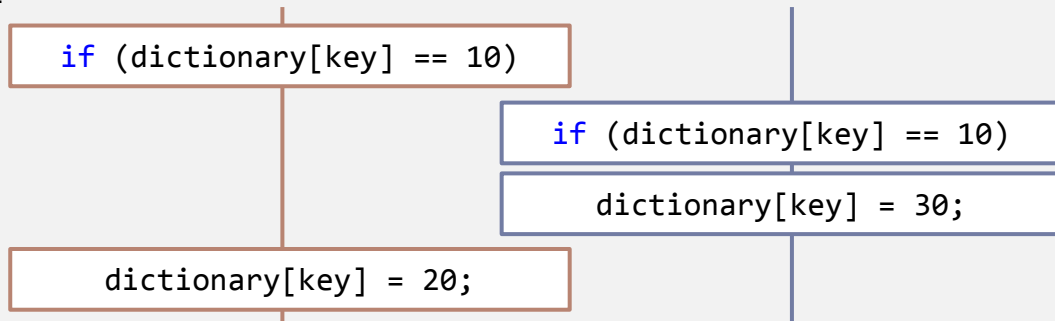 if (dictionary[key] == 10)
if (dictionary[key] == 10)
dictionary[key] = 30;
dictionary[key] = 20;